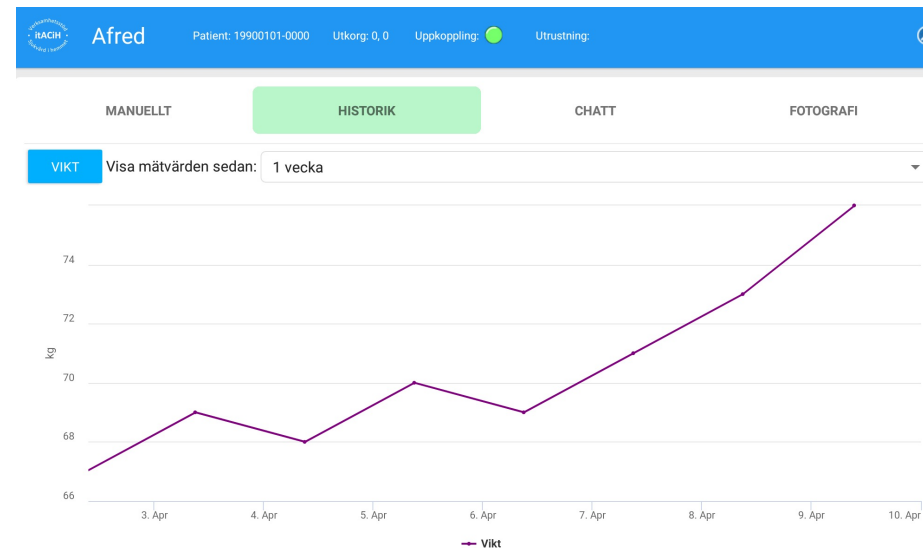 itACiH
Afred
Patient: 19900101-0000
Utkorg: 0, 0
Uppkoppling:
Utrustning:
MANUELLT
HISTORIK
CHATT
FOTOGRAFI
VIKT
Visa mätvärden sedan:
1 vecka
74
72
70
68
66
kg
3. Apr
4. Apr
5. Apr
6. Apr
7. Apr
8. Apr
9. Apr
10. Apr
Vikt